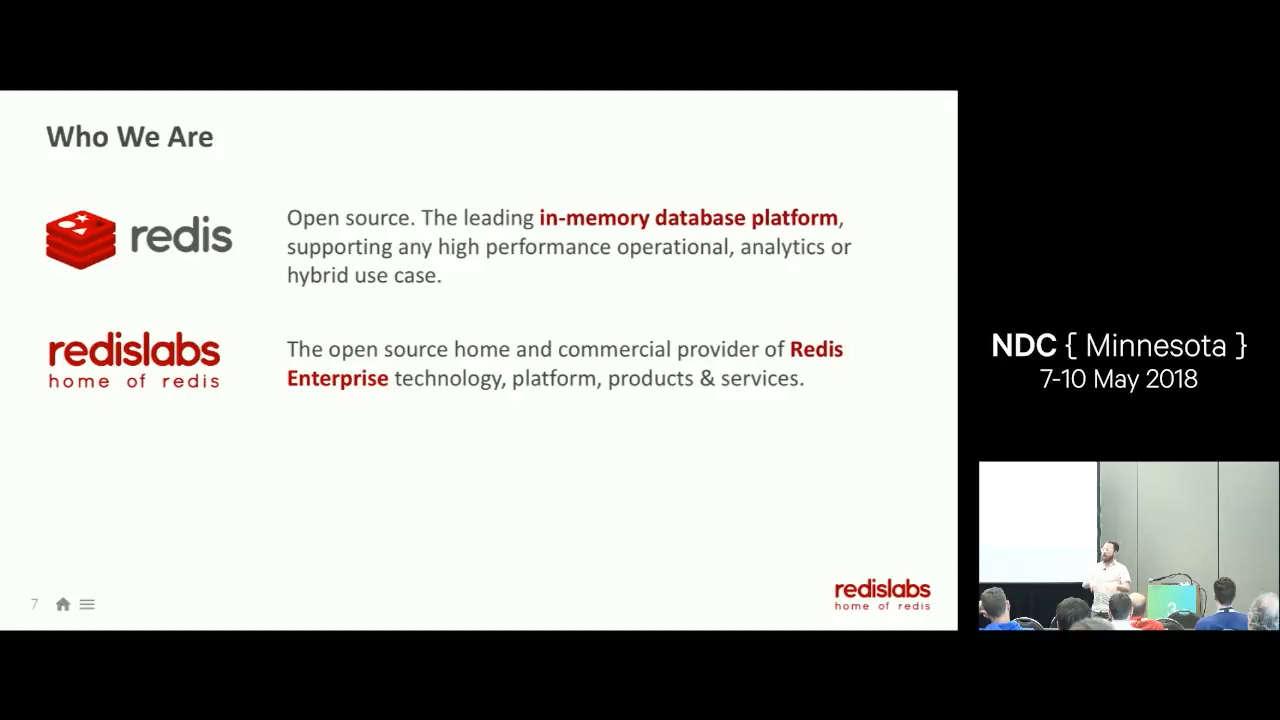 Who We Are
redis
Open source. The leading in-memory database platform,
supporting any high performance operational, analytics or
hybrid use case.
redislabs
home of redis
The open source home and commercial provider of Redis
Enterprise technology, platform, products & services.
7
redislabs
home of redis
NDC { Minnesota }
7-10 May 2018